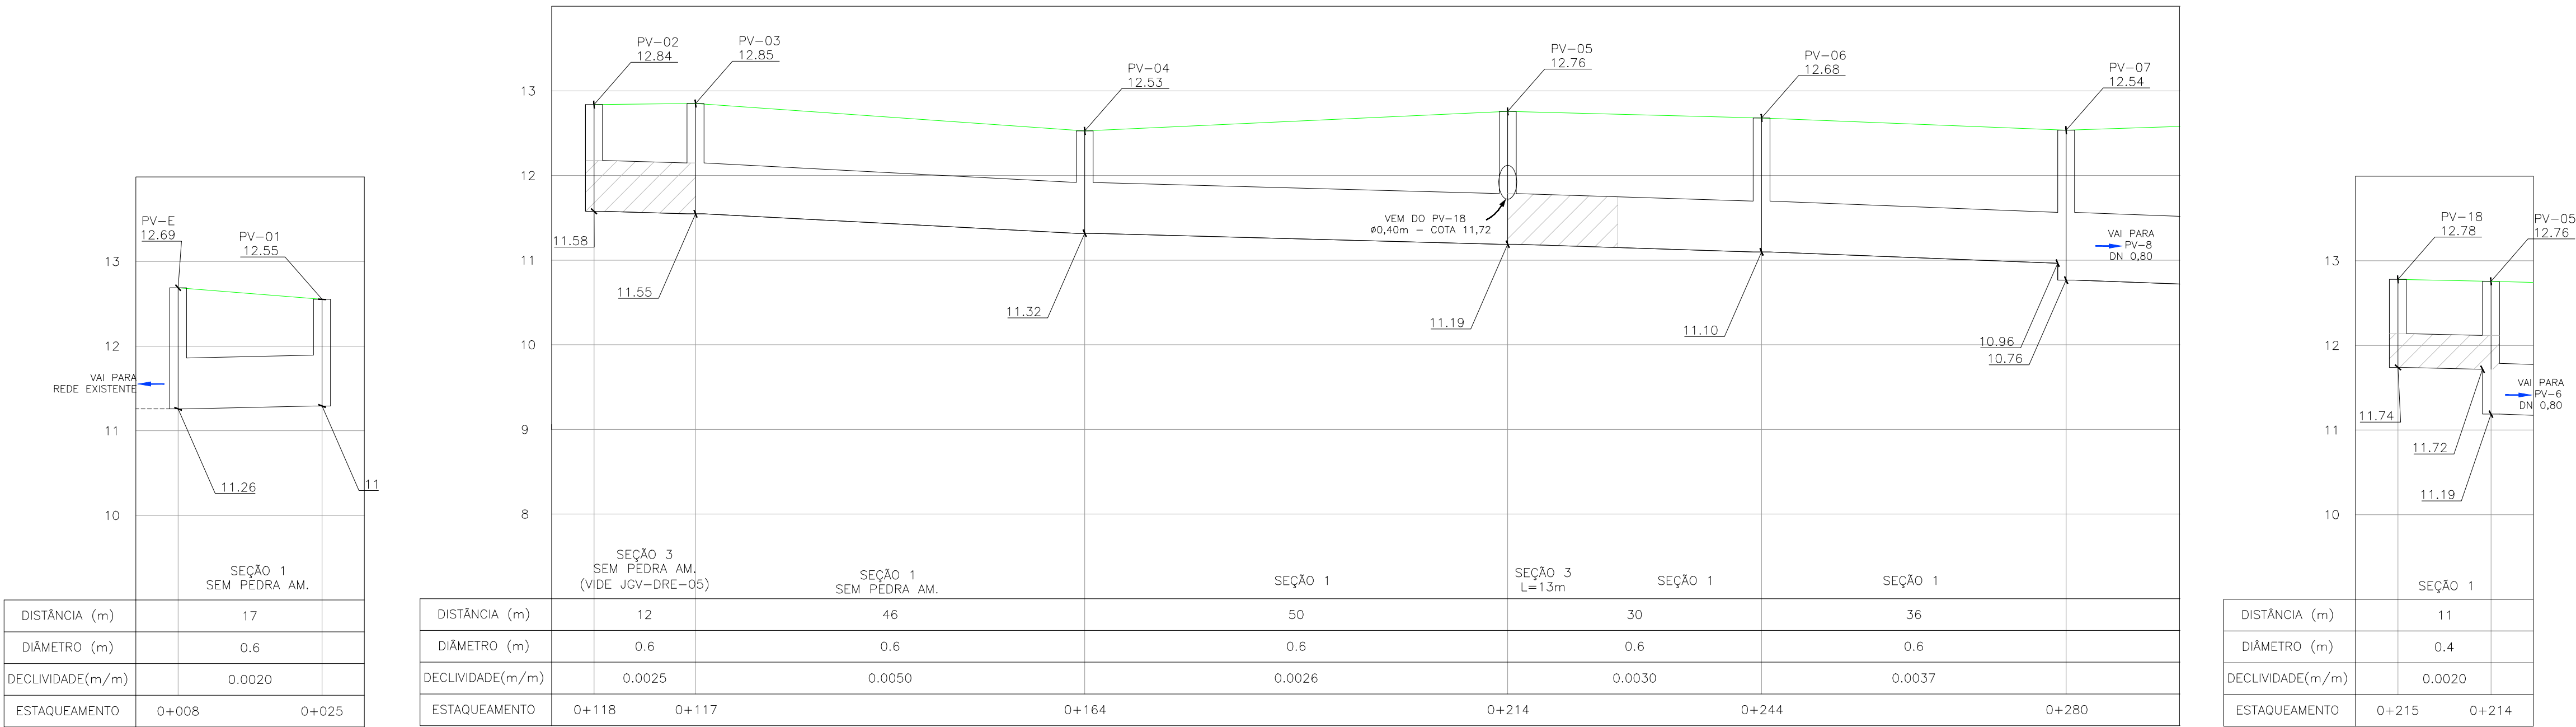 PV-E
12.69
PV-01
12.55
13
12
11
10
VAI PARA
REDE EXISTENTE
11.26
11
SEÇÃO 1
SEM PEDRA AM.
DISTÂNCIA (m) 17
DIÂMETRO (m) 0.6
DECLIVIDADE(m/m) 0.0020
ESTAQUEAMENTO 0+008 0+025
PV-02
12.84
PV-03
12.85
PV-04
12.53
PV-05
12.76
PV-06
12.68
PV-07
12.54
13
12
11
10
9
8
11.58
11.55
11.32
VEM DO PV-18
ø0,40m - COTA 11,72
11.19
11.10
10.96
10.76
VAI PARA
PV-8
DN 0,80
SEÇÃO 3
SEM PEDRA AM.
(VIDE JGV-DRE-05)
SEÇÃO 1
SEM PEDRA AM.
SEÇÃO 1
SEÇÃO 3
L=13m
SEÇÃO 1
SEÇÃO 1
DISTÂNCIA (m) 12 46 50 30 36
DIÂMETRO (m) 0.6 0.6 0.6 0.6 0.6
DECLIVIDADE(m/m) 0.0025 0.0050 0.0026 0.0030 0.0037
ESTAQUEAMENTO 0+118 0+117 0+164 0+214 0+244 0+280
PV-18
12.78
PV-05
12.76
13
12
11
10
11.74
11.72
11.19
VAI PARA
PV-6
DN 0,80
SEÇÃO 1
DISTÂNCIA (m) 11
DIÂMETRO (m) 0.4
DECLIVIDADE(m/m) 0.0020
ESTAQUEAMENTO 0+215 0+214